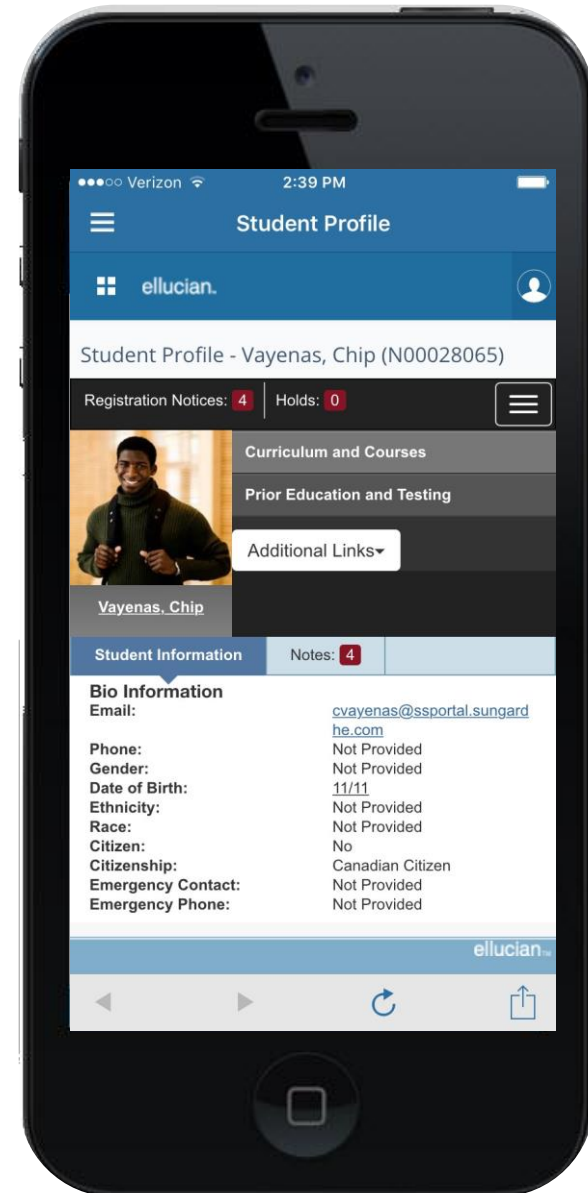 ●●●○○ Verizon 2:39 PM
Student Profile
ellucian.
Student Profile - Vayenas, Chip (N00028065)
Registration Notices: 4 Holds: 0
Curriculum and Courses
Prior Education and Testing
Additional Links▾
Vayenas, Chip
Student Information Notes: 4
Bio Information
Email: cvayenas@ssportal.sungard
he.com
Phone: Not Provided
Gender: Not Provided
Date of Birth: 11/11
Ethnicity: Not Provided
Race: Not Provided
Citizen: No
Citizenship: Canadian Citizen
Emergency Contact: Not Provided
Emergency Phone: Not Provided
ellucian™